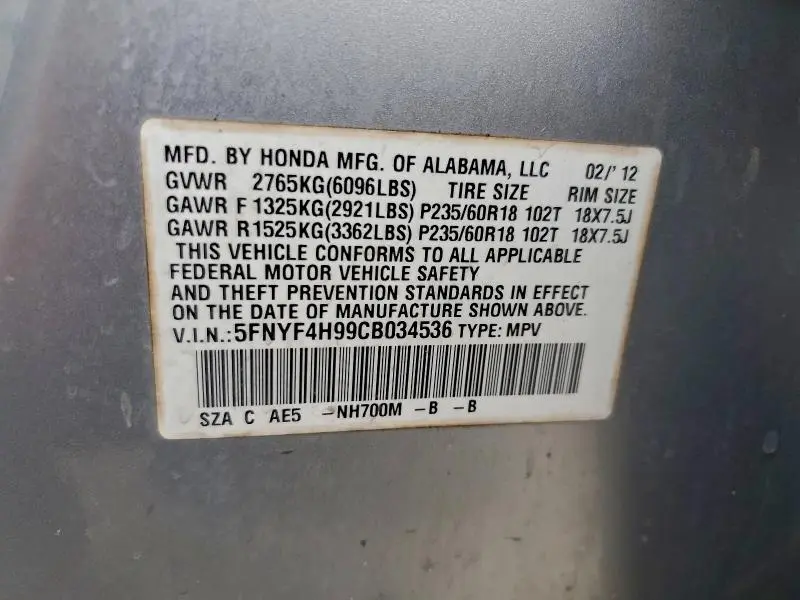 MFD. BY HONDA MFG. OF ALABAMA, LLC 02/'12
GVWR 2765KG(6096LBS) TIRE SIZE RIM SIZE
GAWR F 1325KG(2921LBS) P235/60R18 102T 18X7.5J
GAWR R 1525KG(3362LBS) P235/60R18 102T 18X7.5J
THIS VEHICLE CONFORMS TO ALL APPLICABLE
FEDERAL MOTOR VEHICLE SAFETY
AND THEFT PREVENTION STANDARDS IN EFFECT
ON THE DATE OF MANUFACTURE SHOWN ABOVE.
V.I.N.:5FNYF4H99CB034536 TYPE: MPV
SZA C AE5 -NH700M -B -B